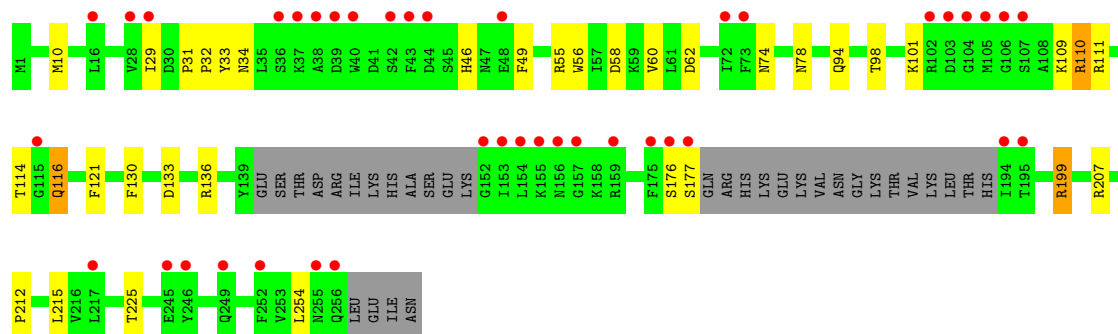 M1 M10 L16 V28 I29 D30 P31 P32 Y33 N34 L35 S36 K37 A38 D39 W40 D41 S42 F43 D44 S45 H46 N47 E48 F49 R55 W56 I57 D58 K59 V60 L61 D62 I72 F73 N74 N78 Q94 T98 K101 R102 D103 G104 M105 G106 S107 A108 K109 R110 R111
T114 G115 Q116 F121 F130 D133 R136 Y139 GLU SER THR ASP ARG ILE LYS HIS ALA SER GLU LYS G152 I153 L154 K155 N156 G157 K158 R159 F175 S176 S177 GLN ARG HIS LYS GLU LYS VAL ASN GLY LYS THR VAL LYS LEU THR HIS I194 T195 R199 R207
P212 L215 V216 L217 T225 E245 Y246 Q249 F252 V253 L254 N255 Q256 LEU GLU ILE ASN